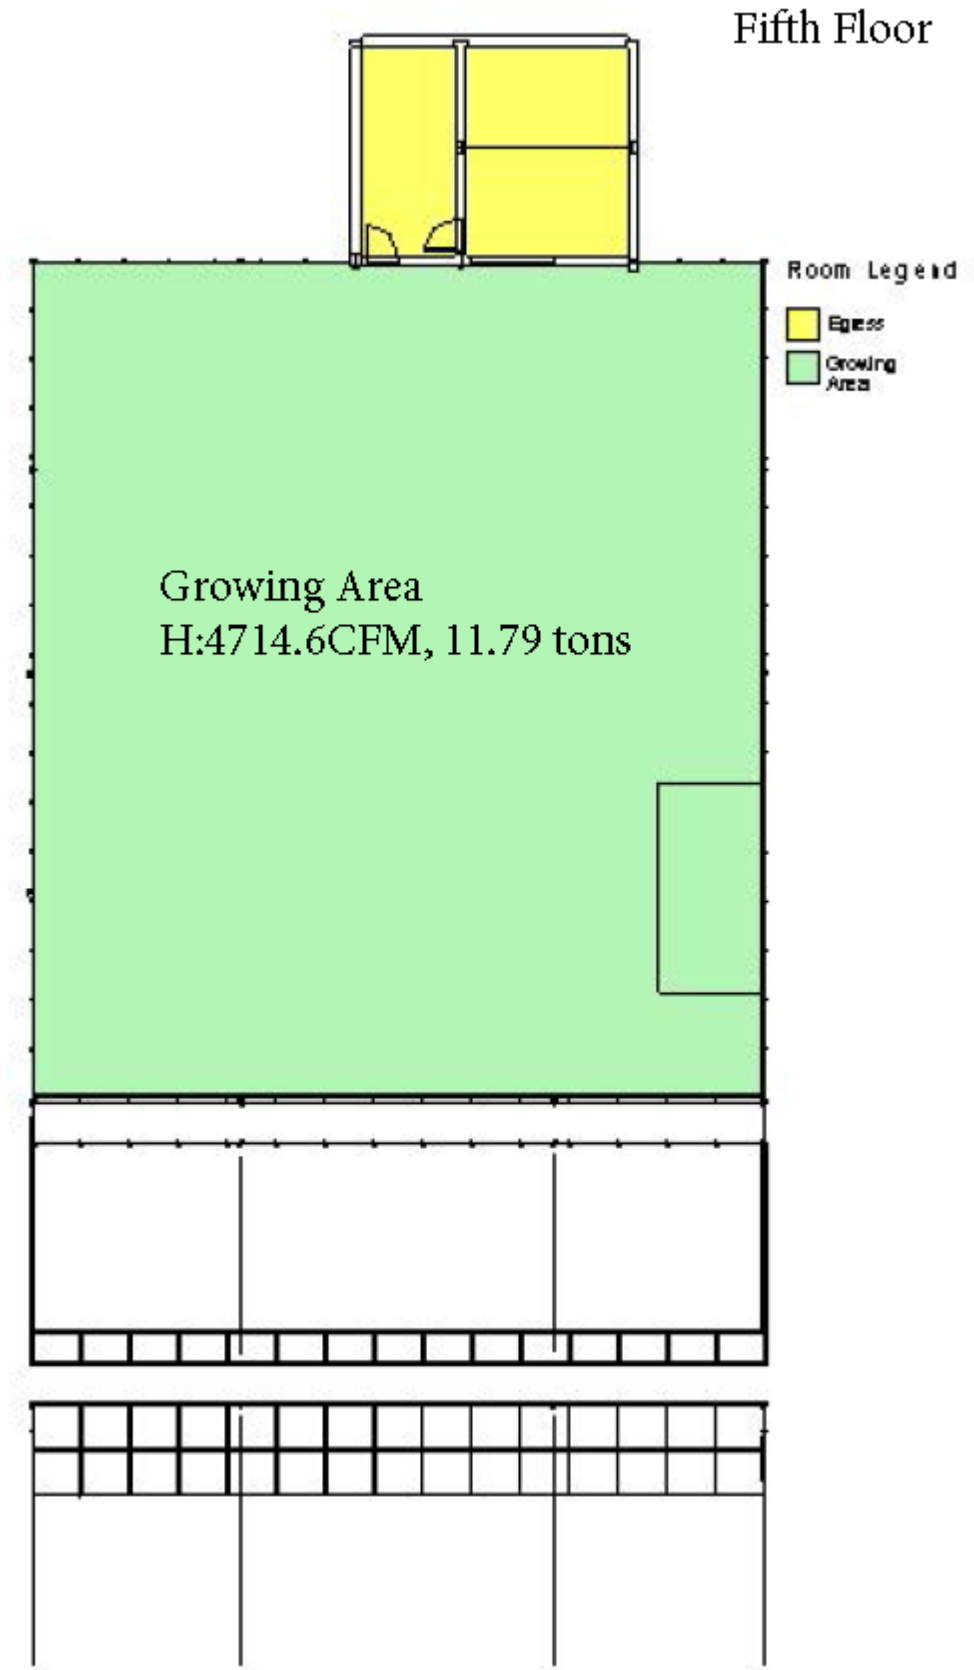 Fifth Floor
Room Legend
Egress
Growing
Area
Growing Area
H:4714.6CFM, 11.79 tons